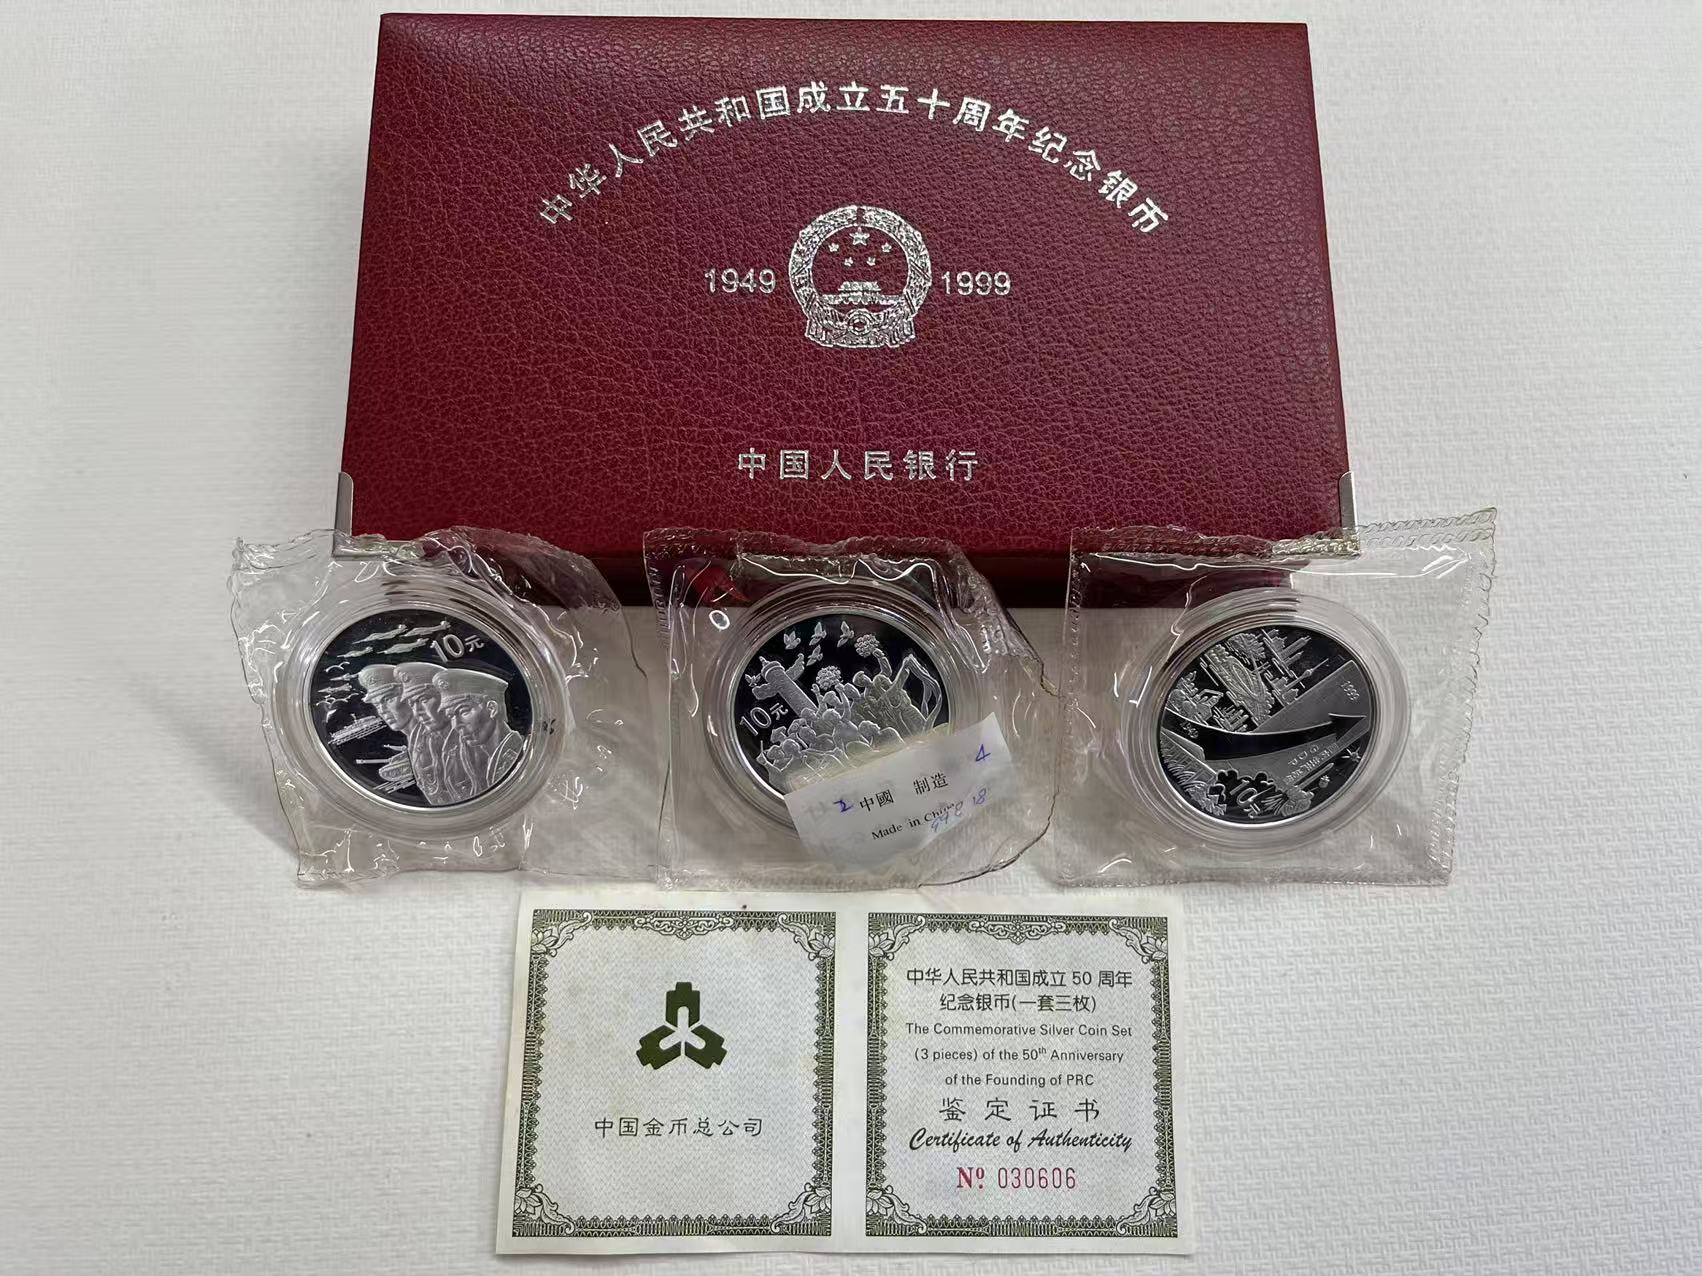 中华人民共和国成立五十周年纪念银币
1949 1999
中国人民银行
10元
10元
1999
10元
中國 制造
Made in China
中国金币总公司
中华人民共和国成立 50 周年
纪念银币(一套三枚)
The Commemorative Silver Coin Set
(3 pieces) of the 50th Anniversary
of the Founding of PRC
鉴定证书
Certificate of Authenticity
Nº 030606